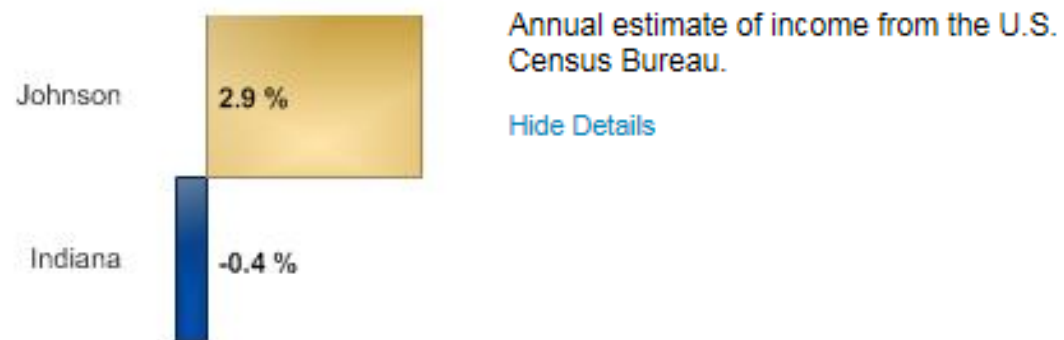 Johnson
2.9 %
Indiana
-0.4 %
Annual estimate of income from the U.S.
Census Bureau.
Hide Details